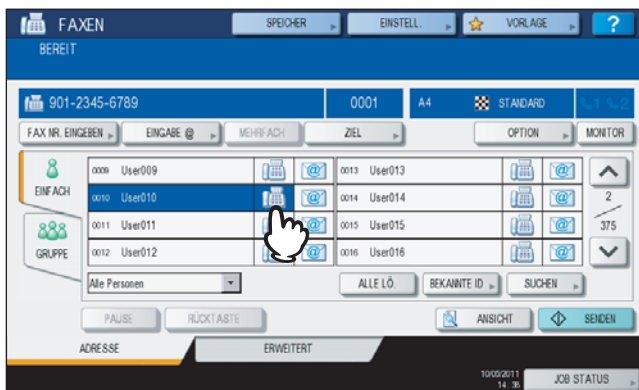 FAXEN SPEICHER EINSTELL. VORLAGE ?
BEREIT
901-2345-6789 0001 A4 STANDARD 1 2
FAX NR. EINGEBEN EINGABE @ MEHRFACH ZIEL OPTION MONITOR
EINFACH
GRUPPE
0009 User009 0013 User013
0010 User010 0014 User014
0011 User011 0015 User015
0012 User012 0016 User016
2
375
Alle Personen ALLE LÖ. BEKANNTE ID SUCHEN
PAUSE RÜCKTASTE ANSICHT SENDEN
ADRESSE ERWEITERT
10/05/2011
14:36 JOB STATUS